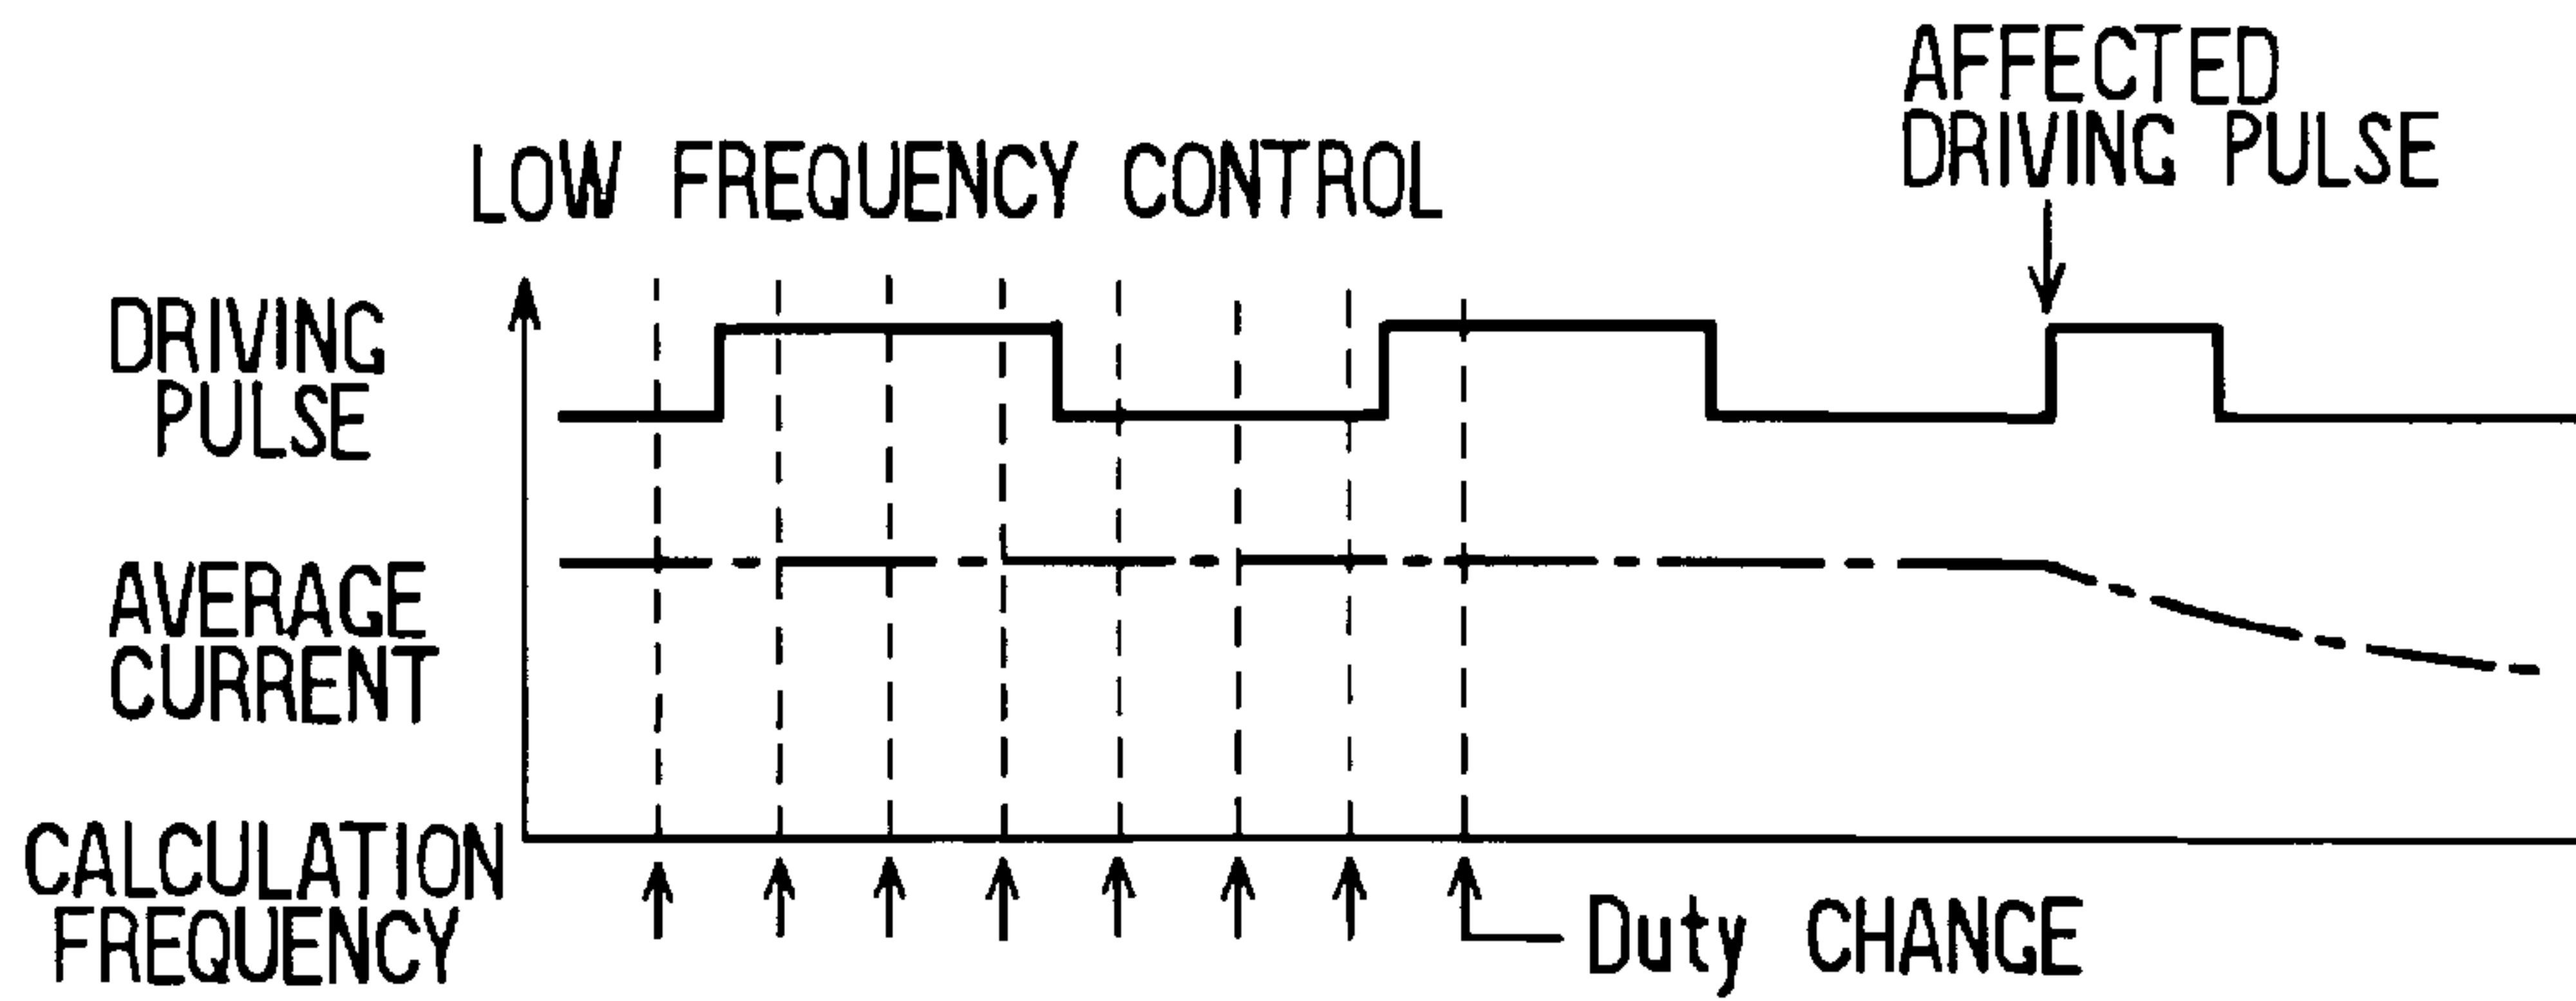 AFFECTED
DRIVING PULSE
LOW FREQUENCY CONTROL
DRIVING
PULSE
AVERAGE
CURRENT
CALCULATION
FREQUENCY
Duty CHANGE